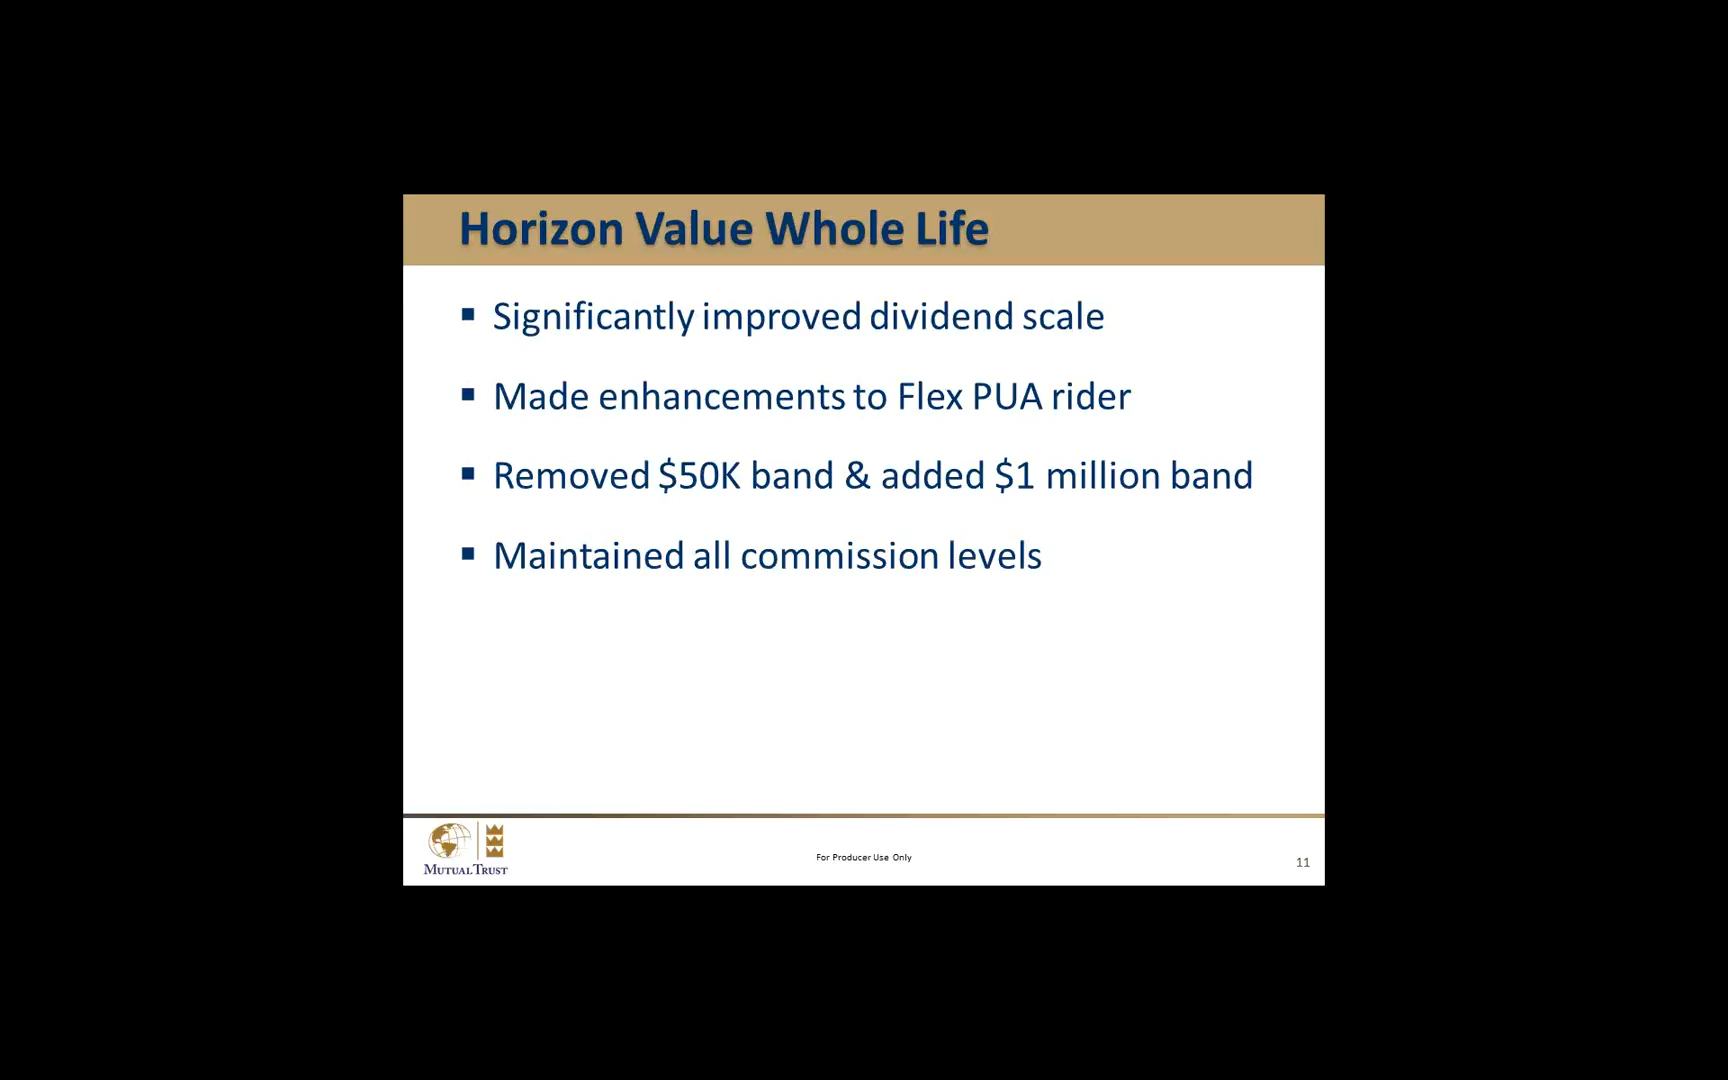 Horizon Value Whole Life
▪ Significantly improved dividend scale
▪ Made enhancements to Flex PUA rider
▪ Removed $50K band & added $1 million band
▪ Maintained all commission levels
MUTUAL TRUST
For Producer Use Only
11